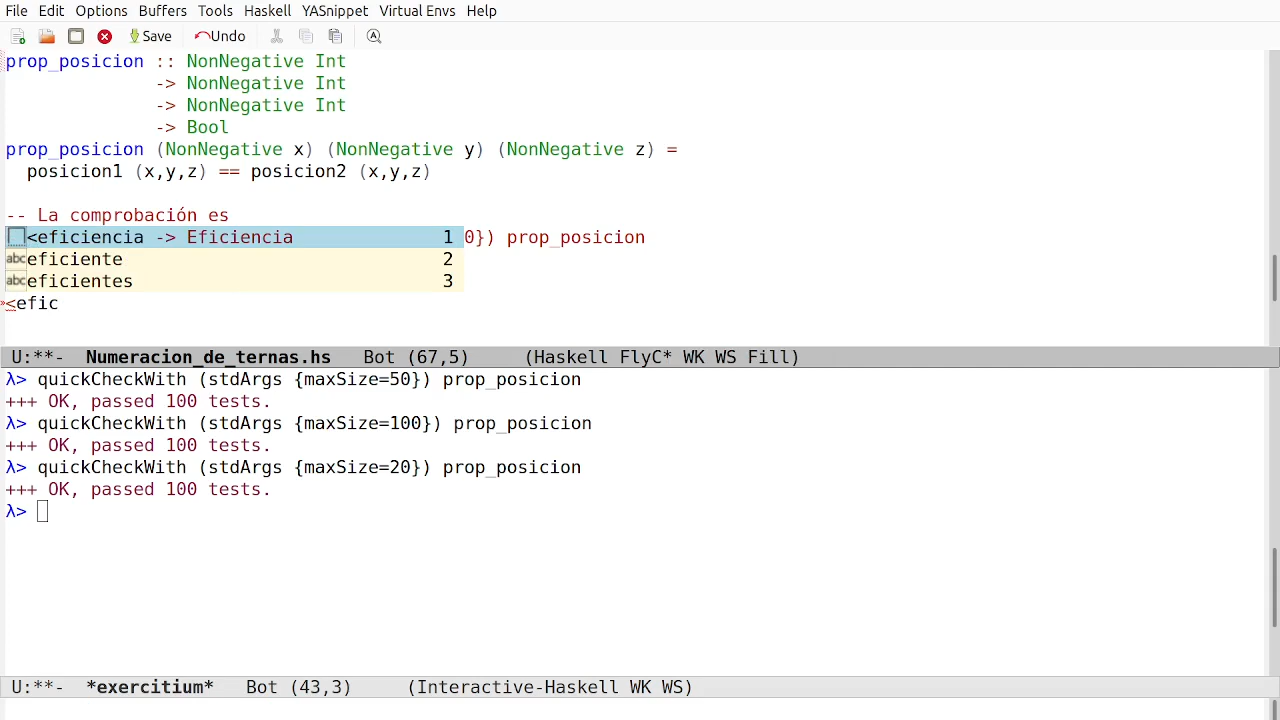 File Edit Options Buffers Tools Haskell YASnippet Virtual Envs Help
Save Undo
prop_posicion :: NonNegative Int
-> NonNegative Int
-> NonNegative Int
-> Bool
prop_posicion (NonNegative x) (NonNegative y) (NonNegative z) =
posicion1 (x,y,z) == posicion2 (x,y,z)
-- La comprobación es
<eficiencia -> Eficiencia 1 0}) prop_posicion
abc eficiente 2
abc eficientes 3
<efic
U:**- Numeracion_de_ternas.hs Bot (67,5) (Haskell FlyC* WK WS Fill)
λ> quickCheckWith (stdArgs {maxSize=50}) prop_posicion
+++ OK, passed 100 tests.
λ> quickCheckWith (stdArgs {maxSize=100}) prop_posicion
+++ OK, passed 100 tests.
λ> quickCheckWith (stdArgs {maxSize=20}) prop_posicion
+++ OK, passed 100 tests.
λ>
U:**- *exercitium* Bot (43,3) (Interactive-Haskell WK WS)